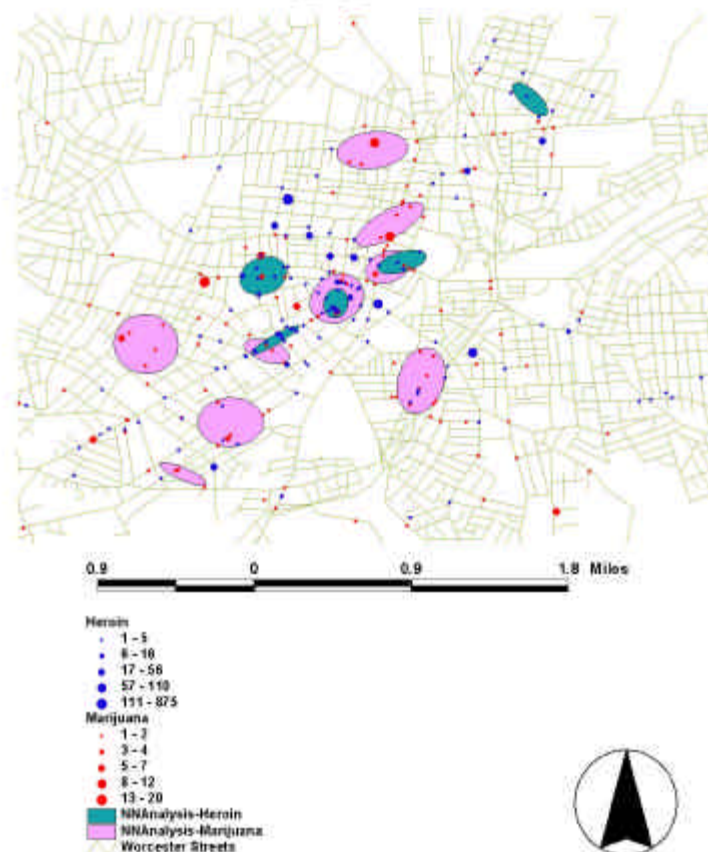 0.9 0 0.9 1.8 Miles
Heroin
1 - 5
6 - 16
17 - 56
57 - 110
111 - 875
Marijuana
1 - 2
3 - 4
5 - 7
8 - 12
13 - 20
NNAnalysis-Heroin
NNAnalysis-Marijuana
Worcester Streets